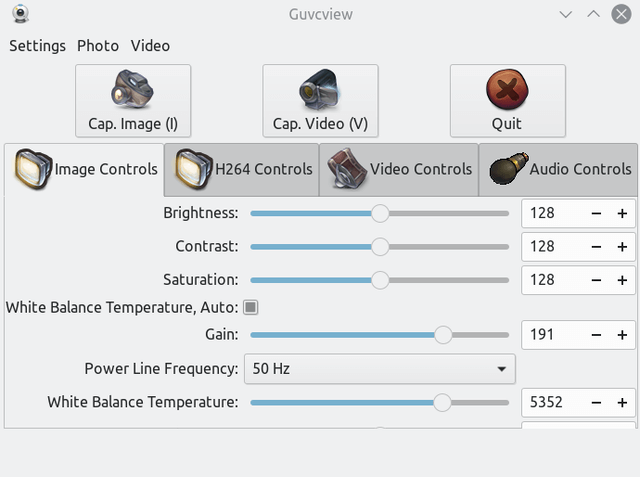 Guvcview
Settings Photo Video
Cap. Image (I) Cap. Video (V) Quit
Image Controls H264 Controls Video Controls Audio Controls
Brightness: 128 − +
Contrast: 128 − +
Saturation: 128 − +
White Balance Temperature, Auto:
Gain: 191 − +
Power Line Frequency: 50 Hz
White Balance Temperature: 5352 − +